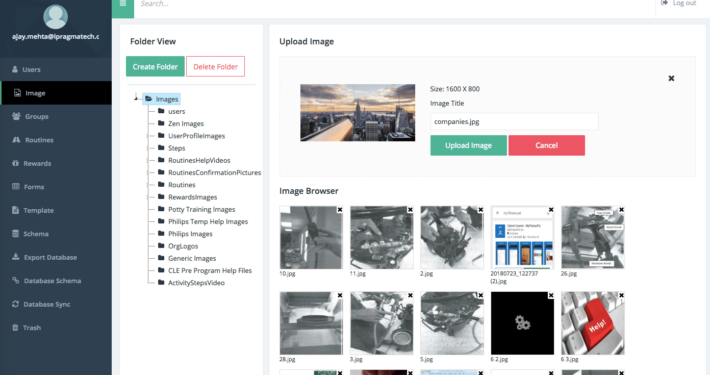 Search...
Log out
ajay.mehta@lpragmatech.c
Users
Image
Groups
Routines
Rewards
Forms
Template
Schema
Export Database
Database Schema
Database Sync
Trash
Folder View
Create Folder
Delete Folder
Images
users
Zen Images
UserProfileImages
Steps
RoutinesHelpVideos
RoutinesConfirmationPictures
Routines
RewardsImages
Potty Training Images
Philips Temp Help Images
Philips Images
OrgLogos
Generic Images
CLE Pre Program Help Files
ActivityStepsVideo
Upload Image
Size: 1600 X 800
Image Title
companies.jpg
Upload Image
Cancel
Image Browser
10.jpg
11.jpg
2.jpg
20180723_122737
(2).jpg
26.jpg
Help!
28.jpg
3.jpg
5.jpg
6 2.jpg
6 3.jpg